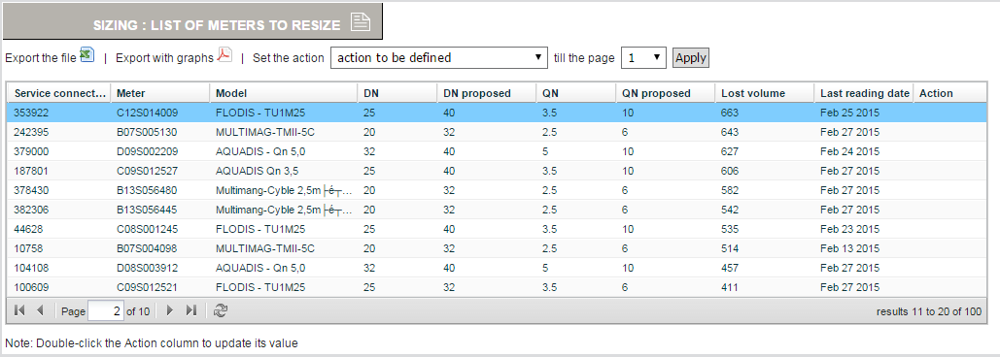 SIZING : LIST OF METERS TO RESIZE
Export the file | Export with graphs | Set the action action to be defined till the page 1 Apply
Service connect... Meter Model DN DN proposed QN QN proposed Lost volume Last reading date Action
353922 C12S014009 FLODIS - TU1M25 25 40 3.5 10 663 Feb 25 2015
242395 B07S005130 MULTIMAG-TMII-5C 20 32 2.5 6 643 Feb 27 2015
379000 D09S002209 AQUADIS - Qn 5,0 32 40 5 10 627 Feb 24 2015
187801 C09S012527 AQUADIS Qn 3,5 25 40 3.5 10 606 Feb 27 2015
378430 B13S056480 Multimang-Cyble 2,5m├é┬... 20 32 2.5 6 582 Feb 27 2015
382306 B13S056445 Multimang-Cyble 2,5m├é┬... 20 32 2.5 6 542 Feb 27 2015
44628 C08S001245 FLODIS - TU1M25 25 40 3.5 10 535 Feb 23 2015
10758 B07S004098 MULTIMAG-TMII-5C 20 32 2.5 6 514 Feb 13 2015
104108 D08S003912 AQUADIS - Qn 5,0 32 40 5 10 457 Feb 27 2015
100609 C09S012521 FLODIS - TU1M25 25 32 3.5 6 411 Feb 27 2015
Page 2 of 10 results 11 to 20 of 100
Note: Double-click the Action column to update its value